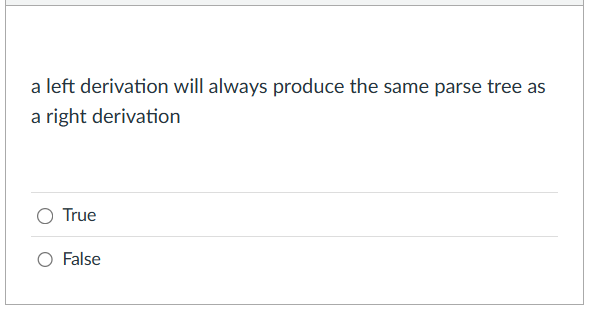 a left derivation will always produce the same parse tree as
a right derivation
True
False